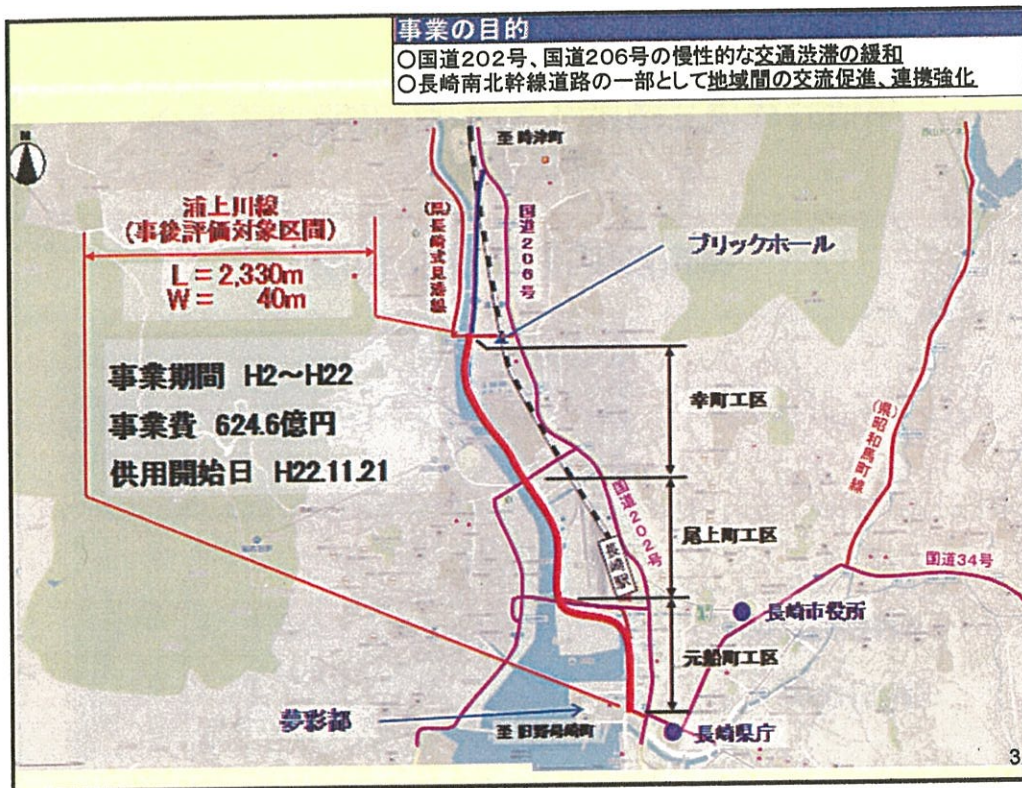 事業の目的
○国道202号、国道206号の慢性的な交通渋滞の緩和
○長崎南北幹線道路の一部として地域間の交流促進、連携強化
N
至 時津町
浦上川線
(事後評価対象区間)
L=2,330m
W= 40m
(県)長崎式見港線
国道206号
ブリックホール
事業期間 H2~H22
事業費 624.6億円
供用開始日 H22.11.21
幸町工区
(県)昭和馬町線
国道202号
尾上町工区
長崎駅
国道34号
長崎市役所
元船町工区
夢彩都
至 旧野母崎町
長崎県庁
3